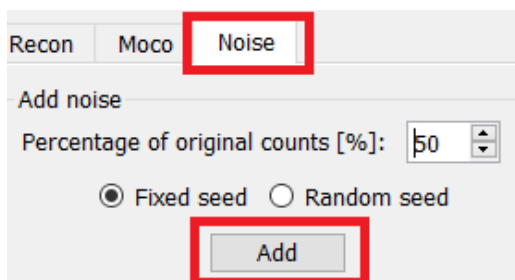 Recon Moco Noise
Add noise
Percentage of original counts [%]: 50
Fixed seed Random seed
Add